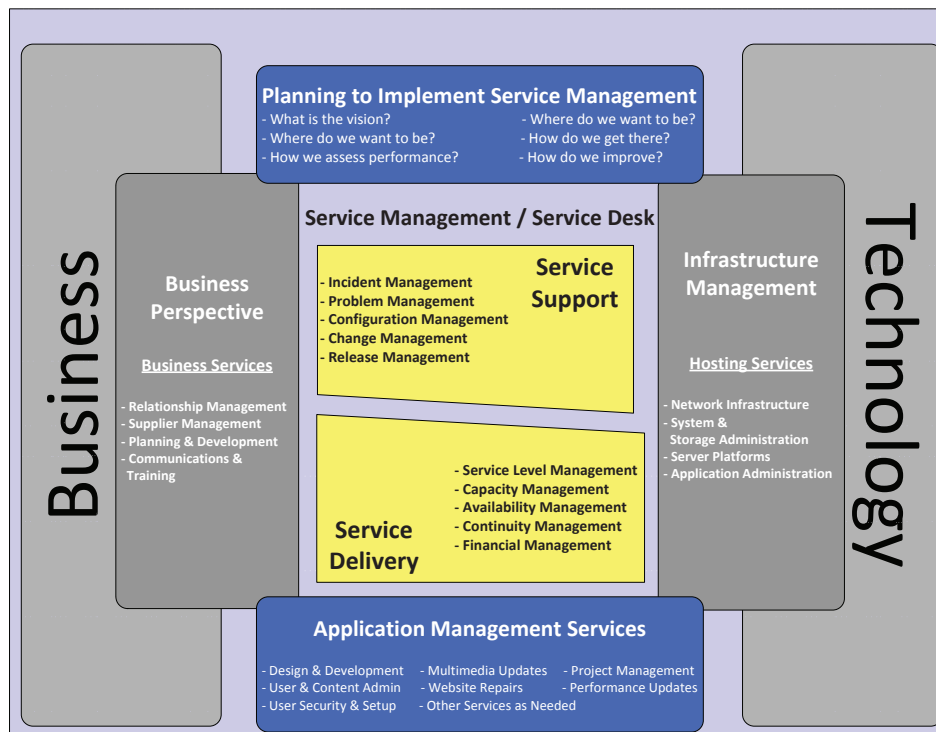 Business
Technology
Planning to Implement Service Management
- What is the vision?
- Where do we want to be?
- How we assess performance?
- Where do we want to be?
- How do we get there?
- How do we improve?
Business
Perspective
Business Services
- Relationship Management
- Supplier Management
- Planning & Development
- Communications &
Training
Service Management / Service Desk
Service
Support
- Incident Management
- Problem Management
- Configuration Management
- Change Management
- Release Management
Service
Delivery
- Service Level Management
- Capacity Management
- Availability Management
- Continuity Management
- Financial Management
Infrastructure
Management
Hosting Services
- Network Infrastructure
- System &
Storage Administration
- Server Platforms
- Application Administration
Application Management Services
- Design & Development
- User & Content Admin
- User Security & Setup
- Multimedia Updates
- Website Repairs
- Other Services as Needed
- Project Management
- Performance Updates